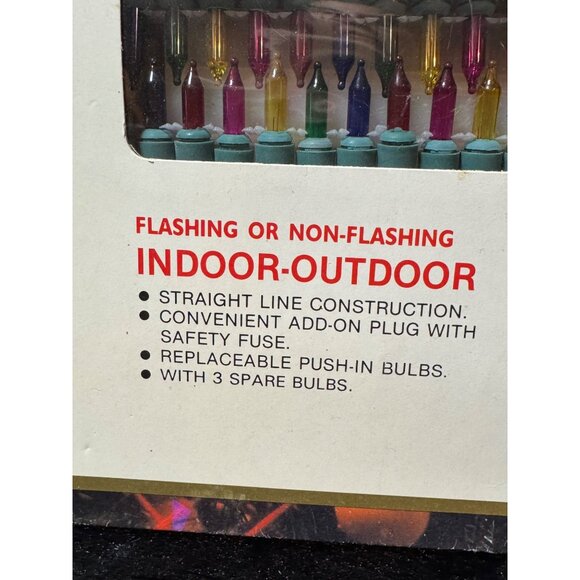 FLASHING OR NON-FLASHING
INDOOR-OUTDOOR
• STRAIGHT LINE CONSTRUCTION.
• CONVENIENT ADD-ON PLUG WITH
SAFETY FUSE.
• REPLACEABLE PUSH-IN BULBS.
• WITH 3 SPARE BULBS.